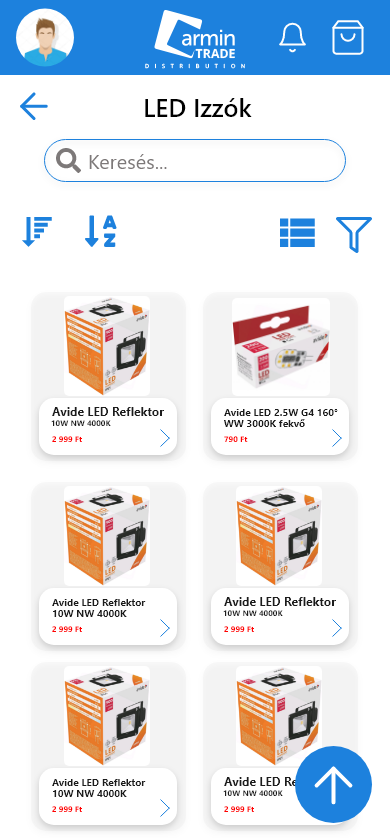 armin
TRADE
DISTRIBUTION
LED Izzók
Keresés...
A
Z
Avide LED Reflektor
10W NW 4000K
2 999 Ft
Avide LED 2.5W G4 160°
WW 3000K fekvő
790 Ft
Avide LED Reflektor
10W NW 4000K
2 999 Ft
Avide LED Reflektor
10W NW 4000K
2 999 Ft
Avide LED Reflektor
10W NW 4000K
2 999 Ft
Avide LED Re
10W NW 4000K
2 999 Ft